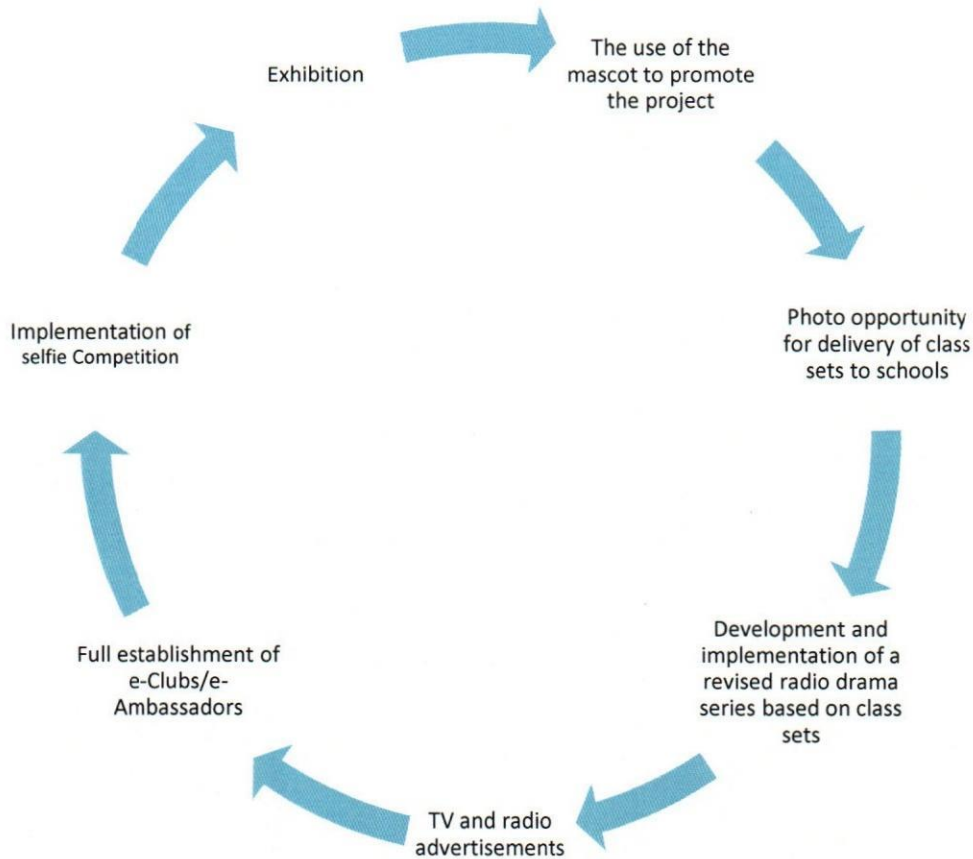 Exhibition
The use of the
mascot to promote
the project
Photo opportunity
for delivery of class
sets to schools
Development and
implementation of a
revised radio drama
series based on class
sets
TV and radio
advertisements
Full establishment of
e-Clubs/e-
Ambassadors
Implementation of
selfie Competition